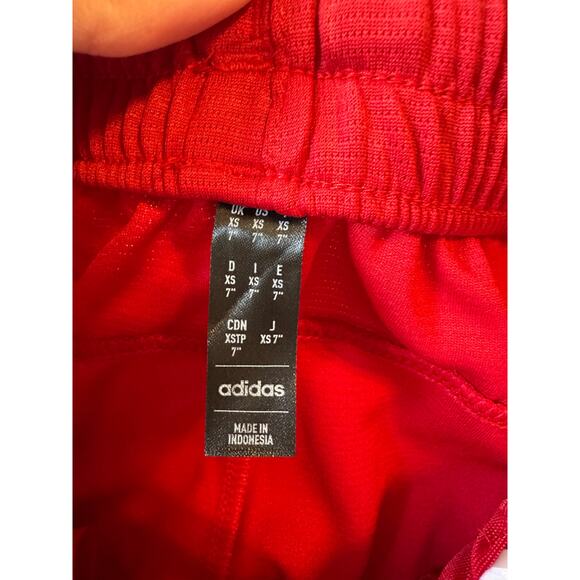 UK US
XS XS XS
7" 7" 7"
D I E
XS XS XS
7" 7" 7"
CDN J
XSTP XS 7"
7"
adidas
MADE IN
INDONESIA